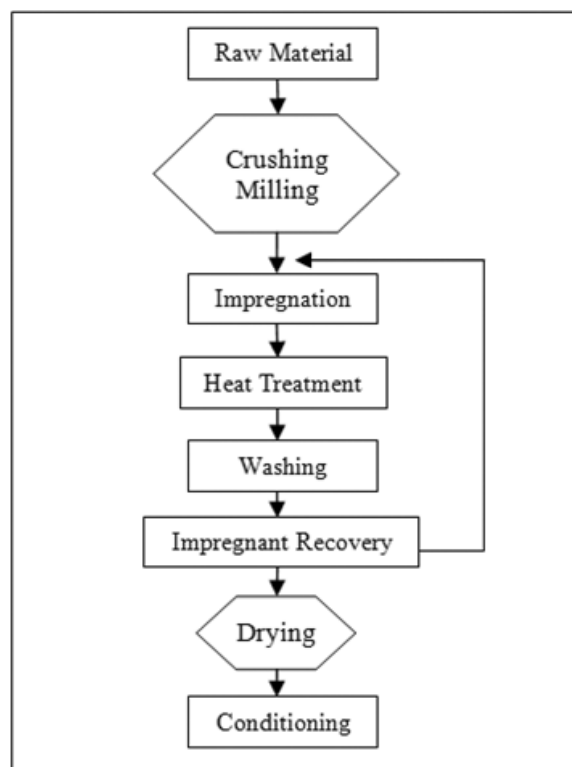 Raw Material
Crushing
Milling
Impregnation
Heat Treatment
Washing
Impregnant Recovery
Drying
Conditioning